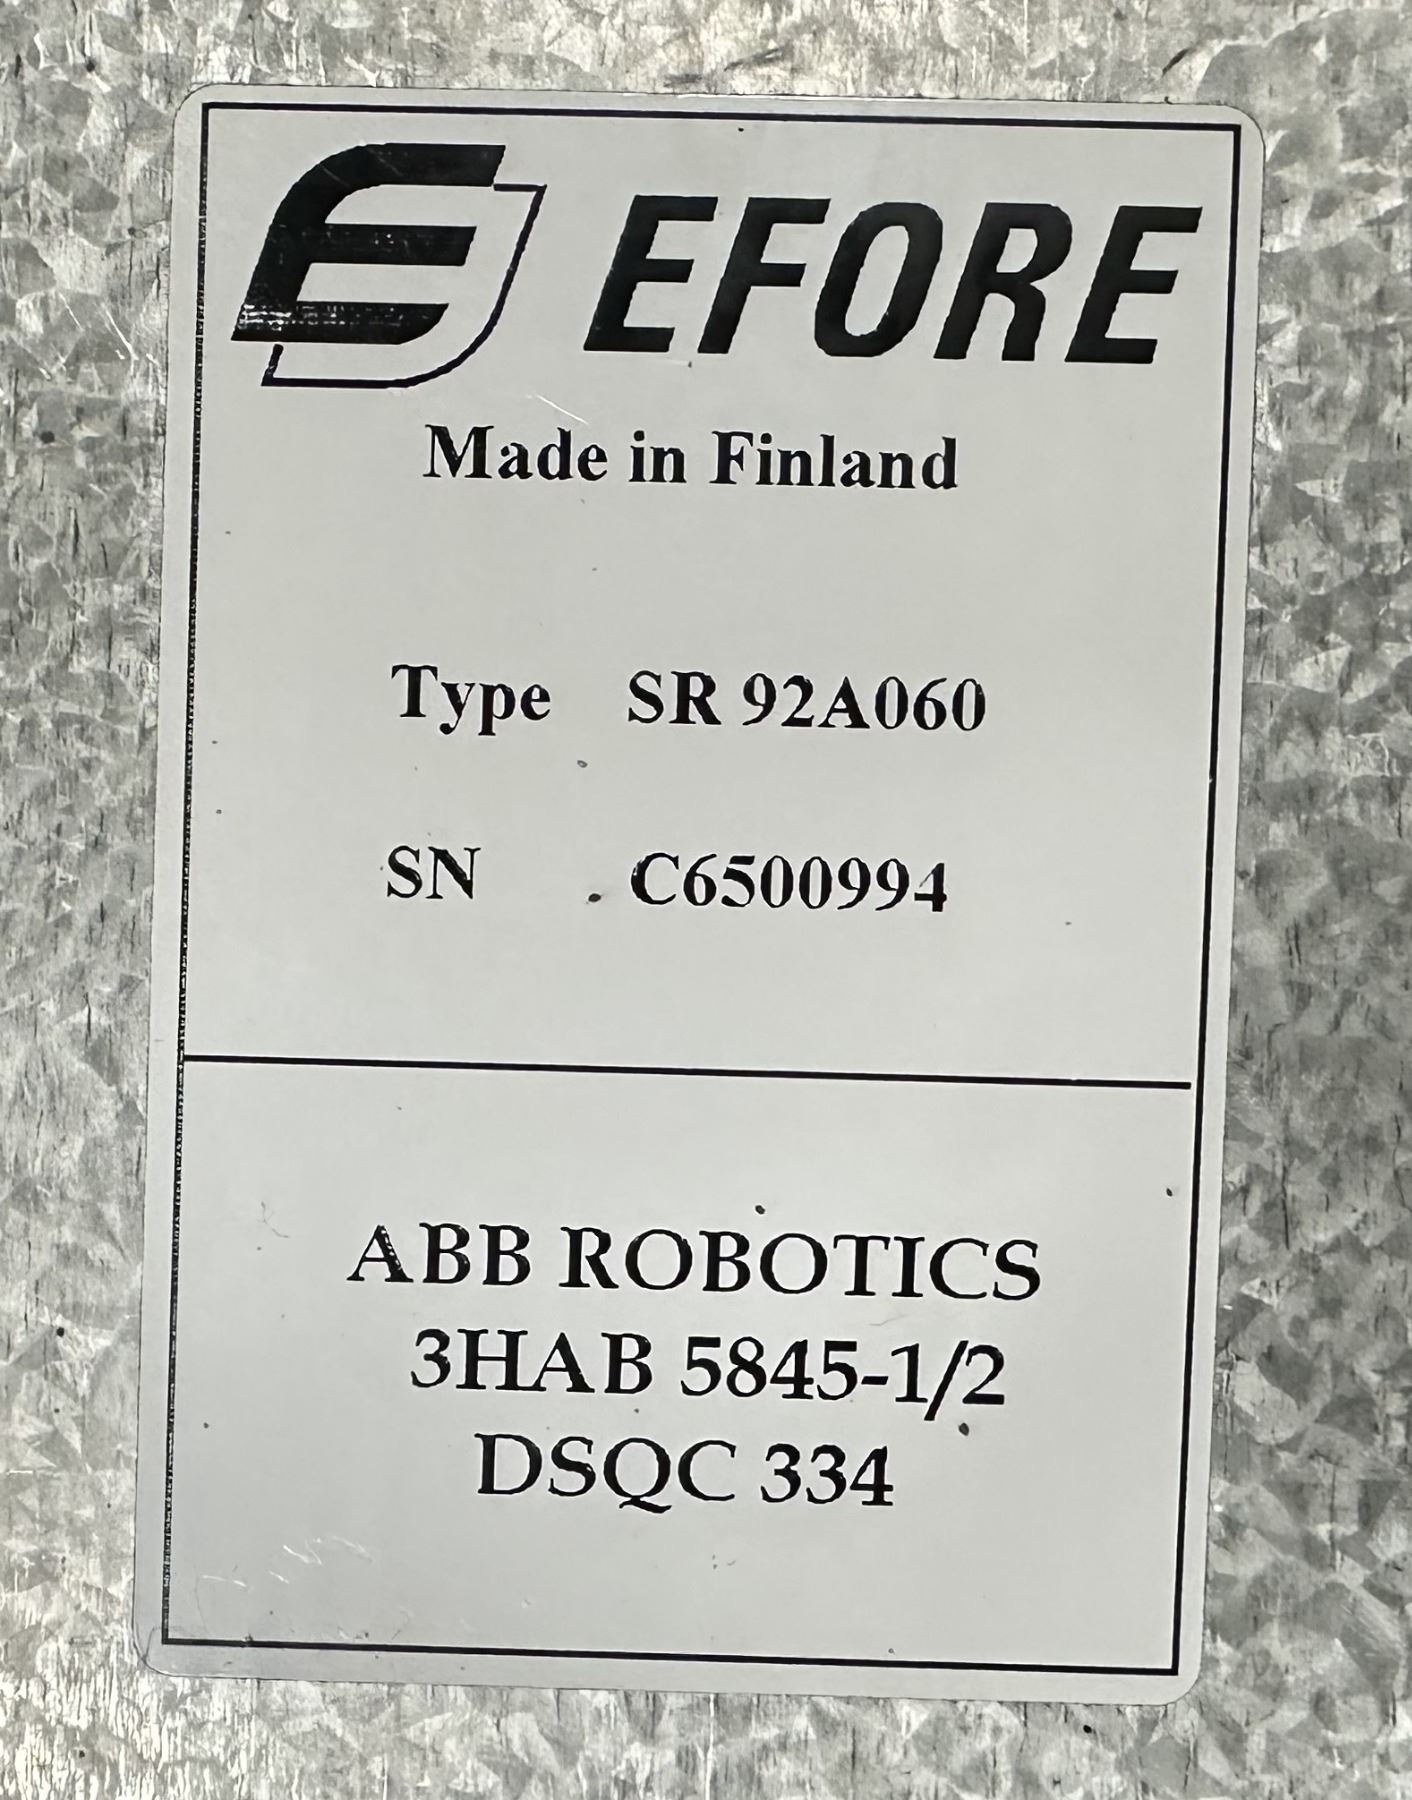 EFORE
Made in Finland
Type SR 92A060
SN C6500994
ABB ROBOTICS
3HAB 5845-1/2
DSQC 334